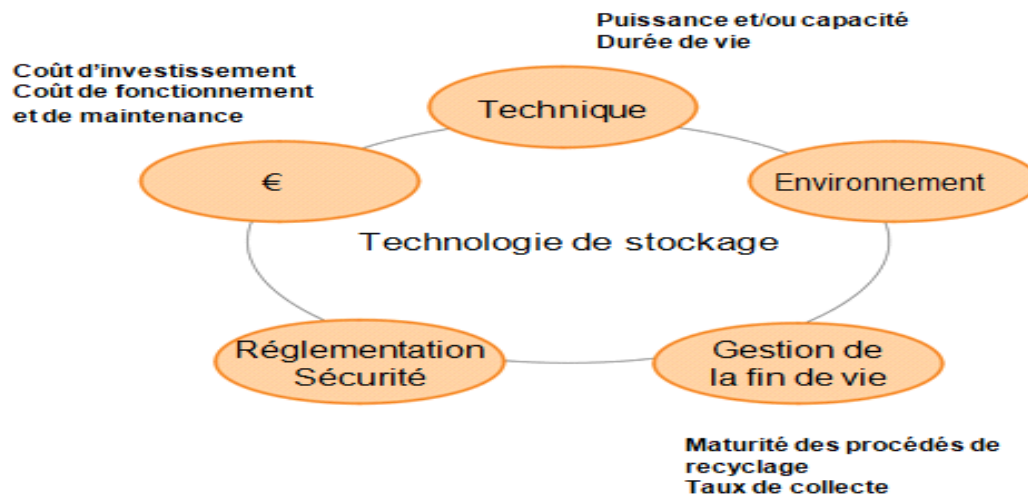 Puissance et/ou capacité
Durée de vie
Coût d'investissement
Coût de fonctionnement
et de maintenance
Technique
€
Environnement
Technologie de stockage
Réglementation
Sécurité
Gestion de
la fin de vie
Maturité des procédés de
recyclage
Taux de collecte